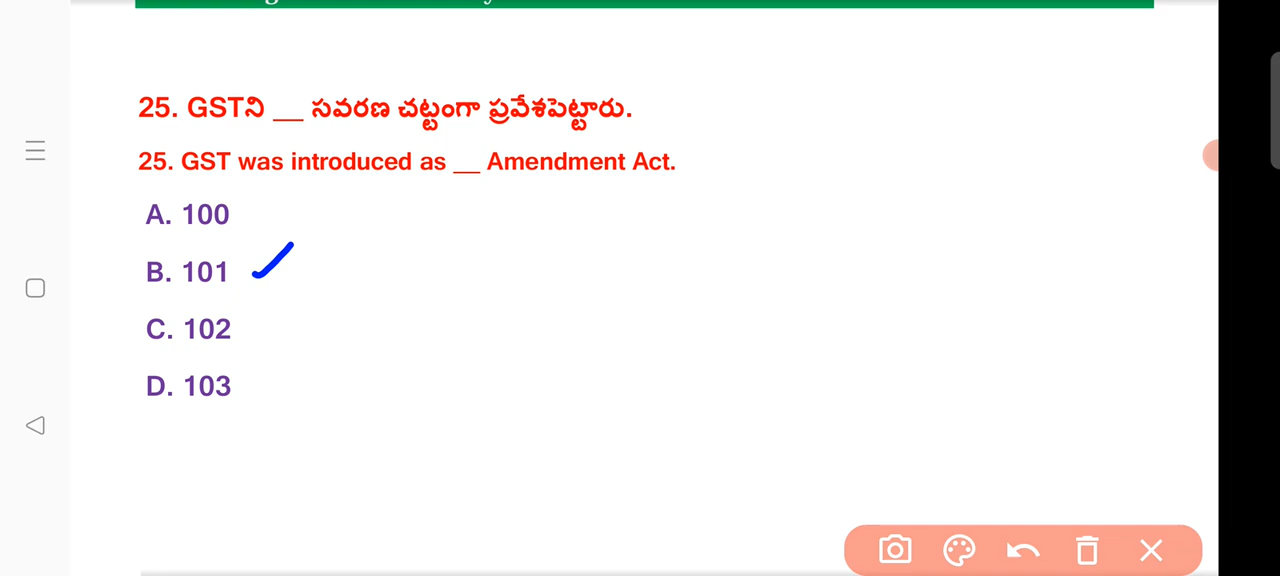 25. GSTని __ సవరణ చట్టంగా ప్రవేశపెట్టారు.
25. GST was introduced as __ Amendment Act.
A. 100
B. 101
C. 102
D. 103